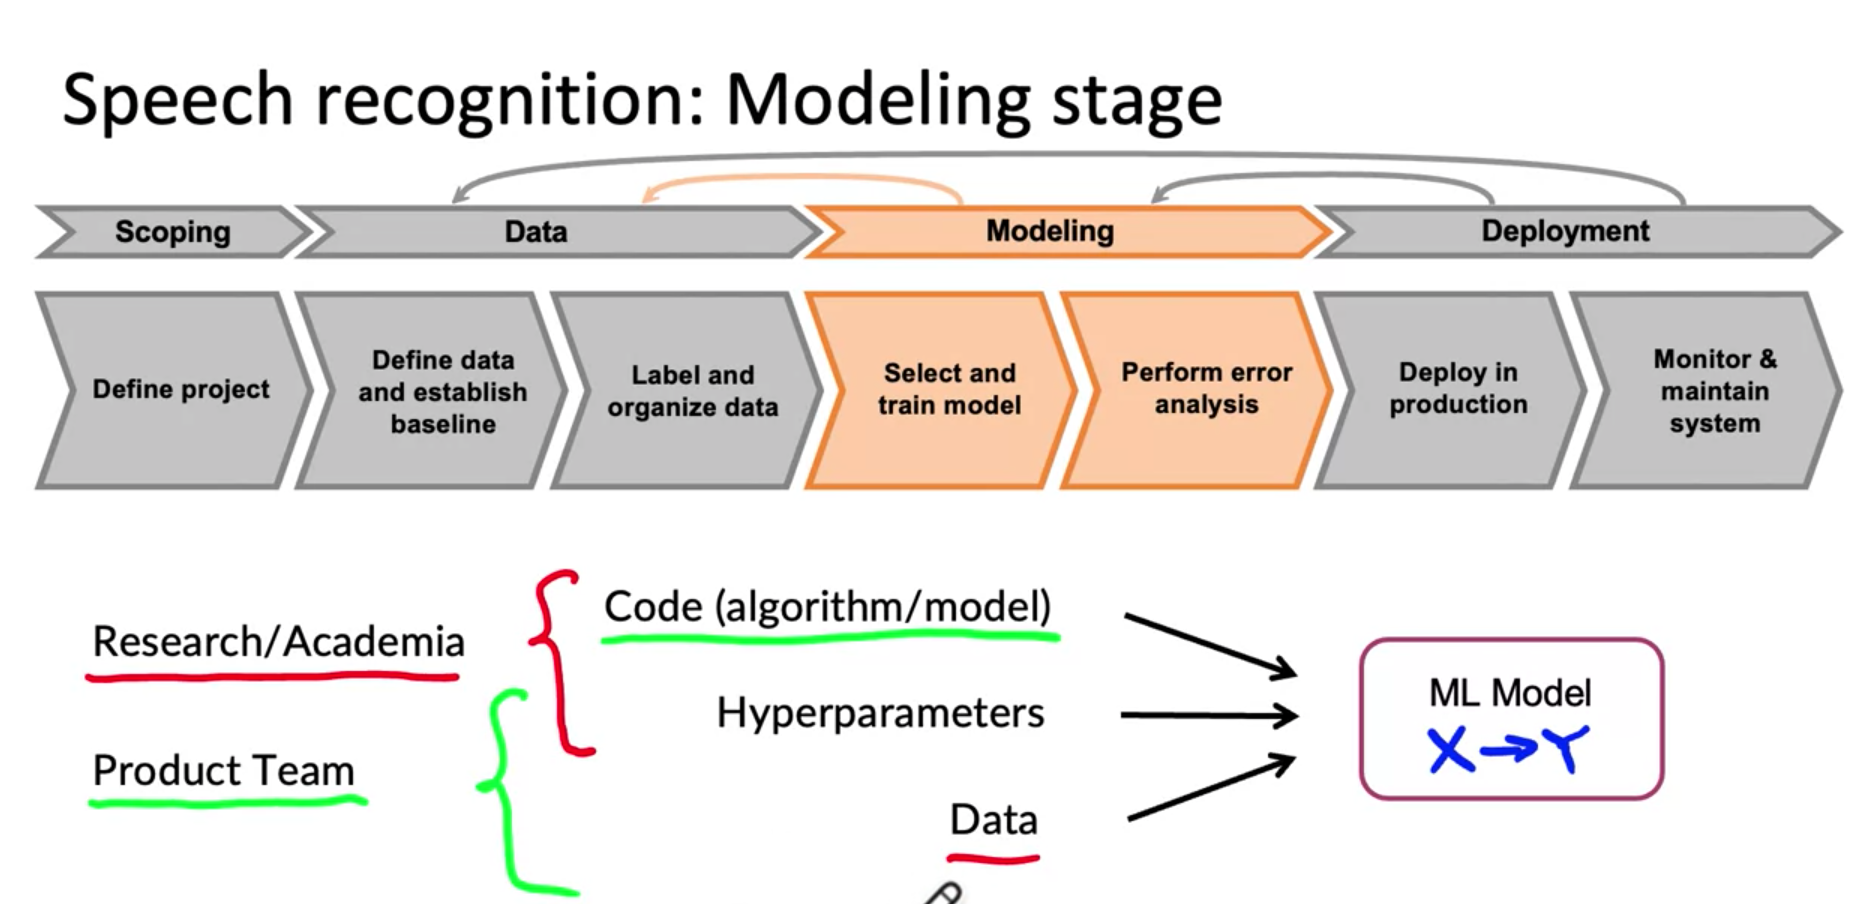 Speech recognition: Modeling stage
Scoping
Data
Modeling
Deployment
Define project
Define data
and establish
baseline
Label and
organize data
Select and
train model
Perform error
analysis
Deploy in
production
Monitor &
maintain
system
Research/Academia
Product Team
Code (algorithm/model)
Hyperparameters
Data
ML Model
X→Y